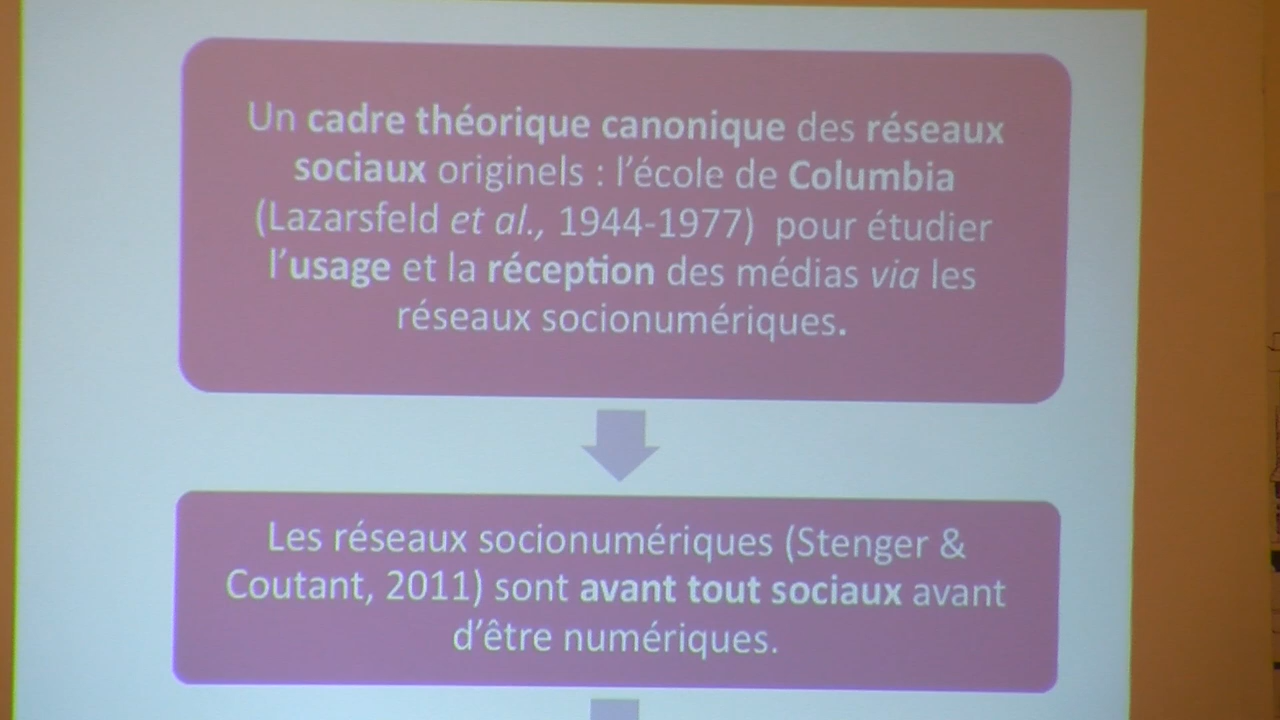 Un cadre théorique canonique des réseaux
sociaux originels : l'école de Columbia
(Lazarsfeld et al., 1944-1977) pour étudier
l'usage et la réception des médias via les
réseaux socionumériques.
Les réseaux socionumériques (Stenger &
Coutant, 2011) sont avant tout sociaux avant
d'être numériques.